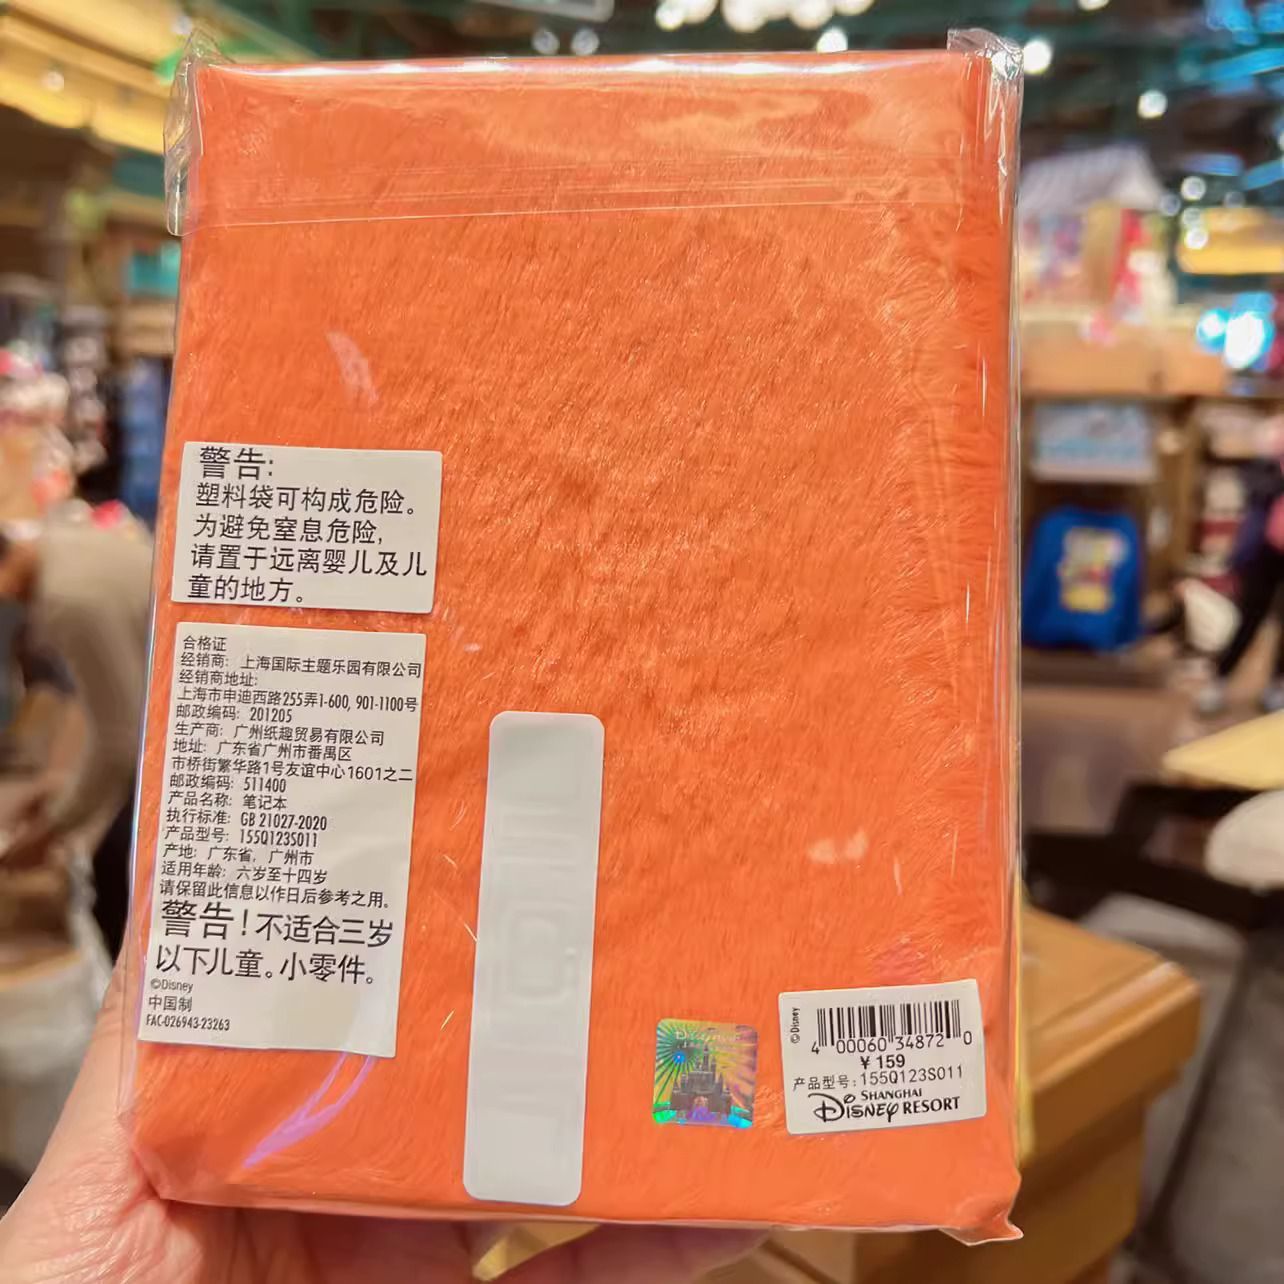 警告:
塑料袋可构成危险。
为避免窒息危险,
请置于远离婴儿及儿
童的地方。
合格证
经销商: 上海国际主题乐园有限公司
经销商地址:
上海市申迪西路255弄1-600, 901-1100号
邮政编码: 201205
生产商: 广州纸趣贸易有限公司
地址: 广东省广州市番禺区
市桥街繁华路1号友谊中心1601之二
邮政编码: 511400
产品名称: 笔记本
执行标准: GB 21027-2020
产品型号: 155Q123S011
产地: 广东省, 广州市
适用年龄: 六岁至十四岁
请保留此信息以作日后参考之用。
警告!不适合三岁
以下儿童。小零件。
©Disney
中国制
FAC-026943-23263
Disney
©Disney
4 00060 34872 0
¥ 159
产品型号:155Q123S011
SHANGHAI
DISNEY RESORT